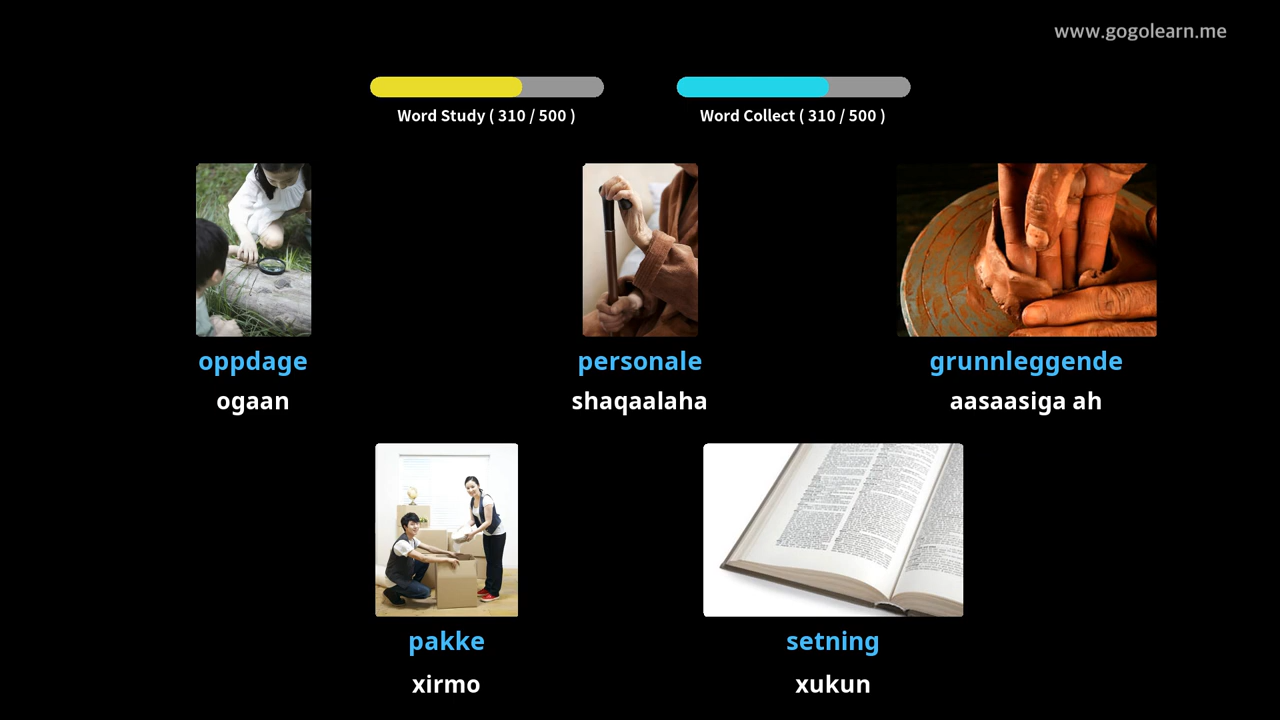 www.gogolearn.me
Word Study ( 310 / 500 )
Word Collect ( 310 / 500 )
oppdage
ogaan
personale
shaqaalaha
grunnleggende
aasaasiga ah
pakke
xirmo
setning
xukun